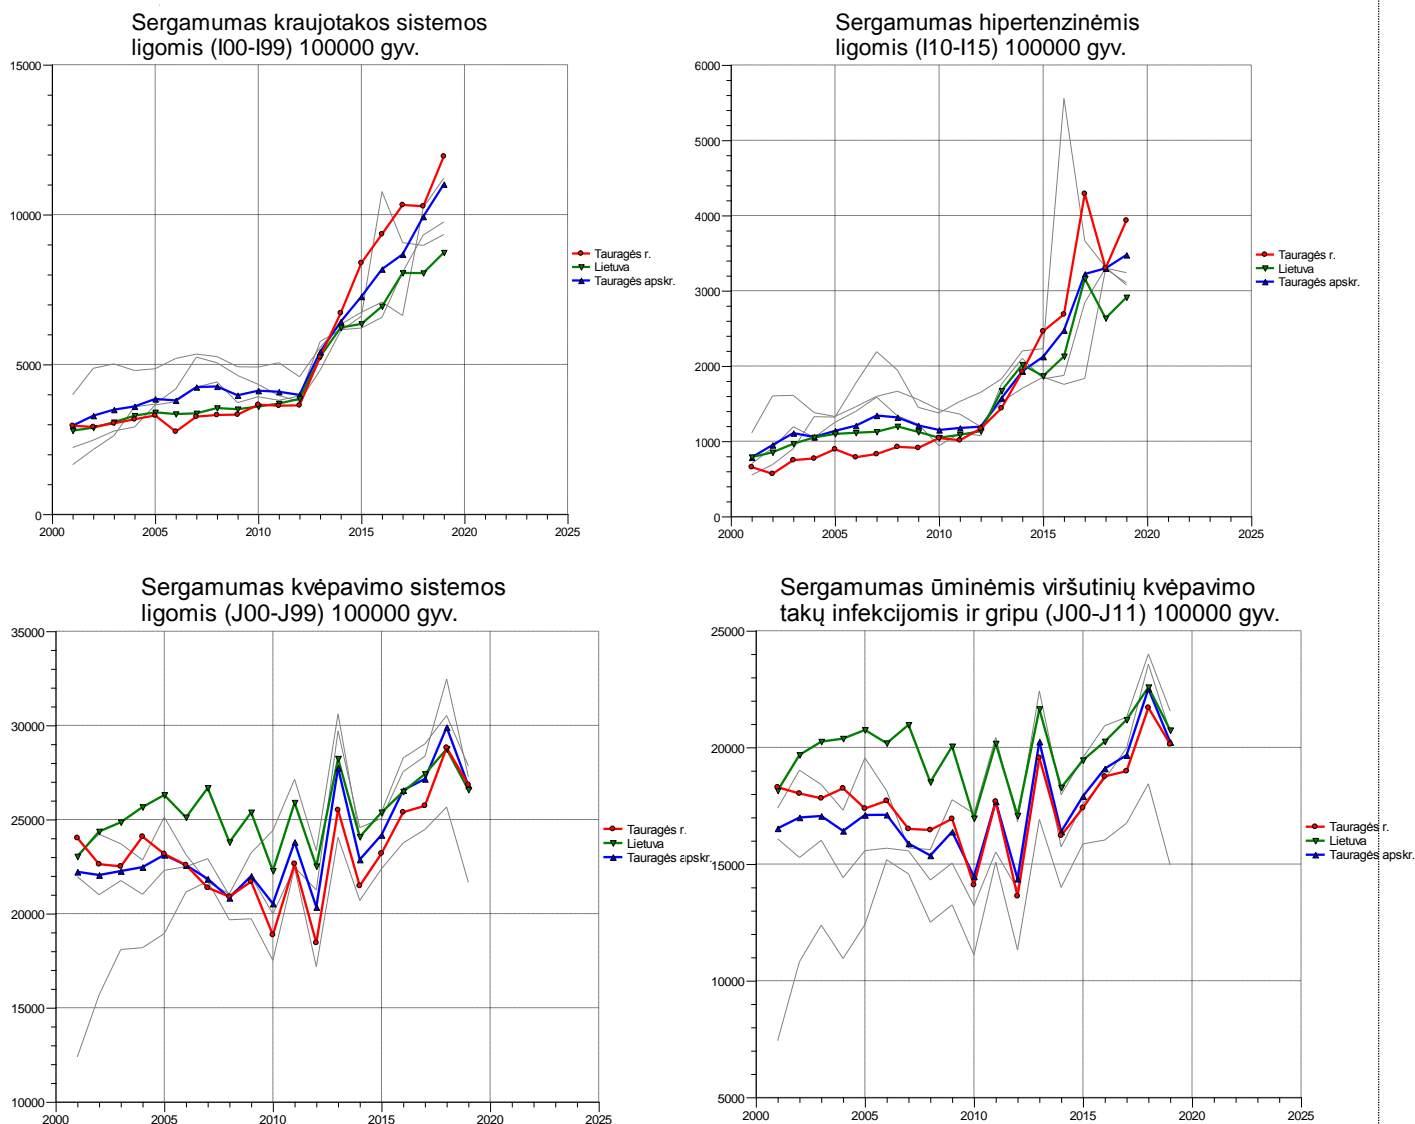 Sergamumas kraujotakos sistemos
ligomis (I00-I99) 100000 gyv.
15000
10000
5000
0
2000
2005
2010
2015
2020
2025
Tauragės r.
Lietuva
Tauragės apskr.
Sergamumas hipertenzinėmis
ligomis (I10-I15) 100000 gyv.
6000
5000
4000
3000
2000
1000
0
2000
2005
2010
2015
2020
2025
Tauragės r.
Lietuva
Tauragės apskr.
Sergamumas kvėpavimo sistemos
ligomis (J00-J99) 100000 gyv.
35000
30000
25000
20000
15000
10000
2000
2005
2010
2015
2020
2025
Tauragės r.
Lietuva
Tauragės apskr.
Sergamumas ūminėmis viršutinių kvėpavimo
takų infekcijomis ir gripu (J00-J11) 100000 gyv.
25000
20000
15000
10000
5000
2000
2005
2010
2015
2020
2025
Tauragės r.
Lietuva
Tauragės apskr.